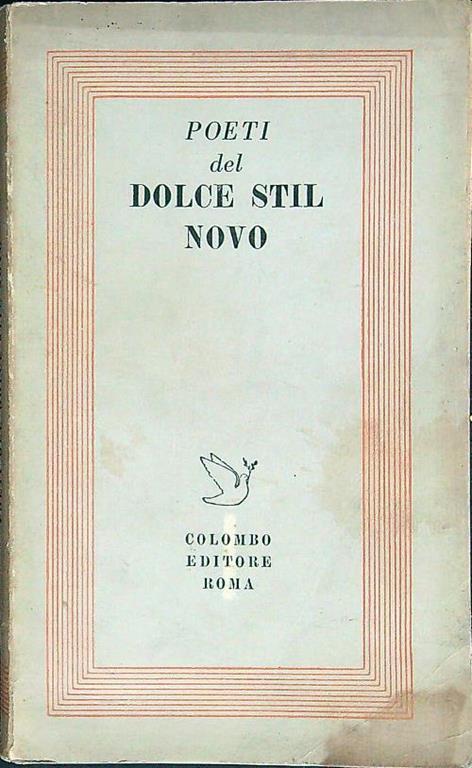 POETI
del
DOLCE STIL
NOVO
COLOMBO
EDITORE
ROMA